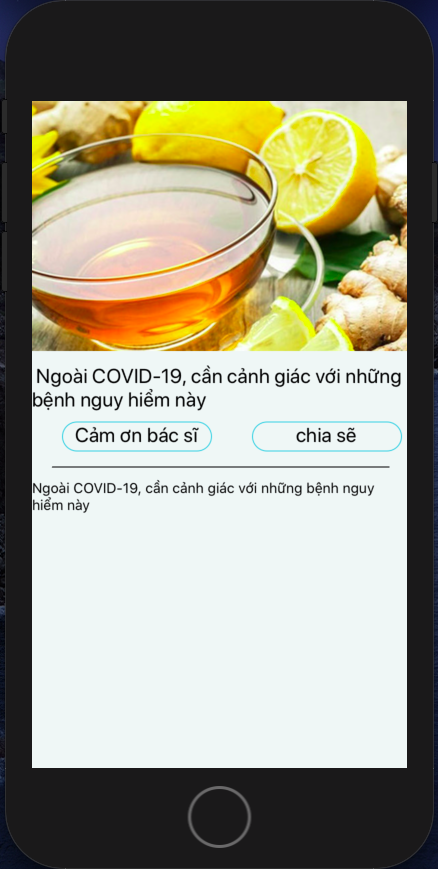 Ngoài COVID-19, cần cảnh giác với những
bệnh nguy hiểm này
Cảm ơn bác sĩ
chia sẽ
Ngoài COVID-19, cần cảnh giác với những bệnh nguy
hiểm này